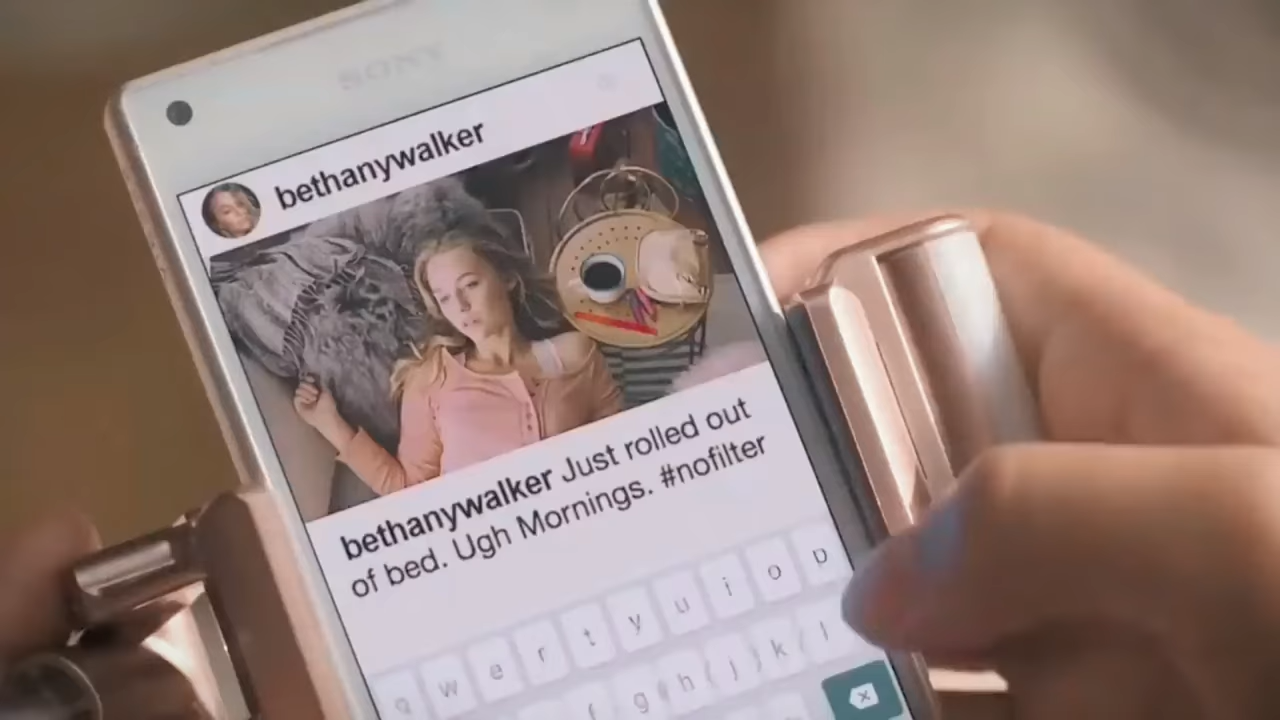 SONY
bethanywalker
bethanywalker Just rolled out
of bed. Ugh Mornings. #nofilter
q w e r t y u i o p
f g h j k l